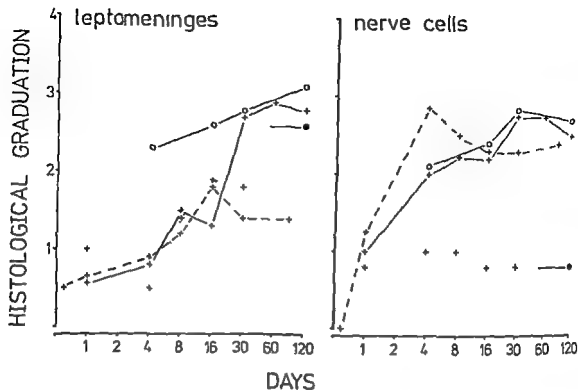 leptomeninges
nerve cells
HISTOLOGICAL GRADUATION
4
3
2
1
1 2 4 8 16 30 60 120
1 2 4 8 16 30 60 120
DAYS